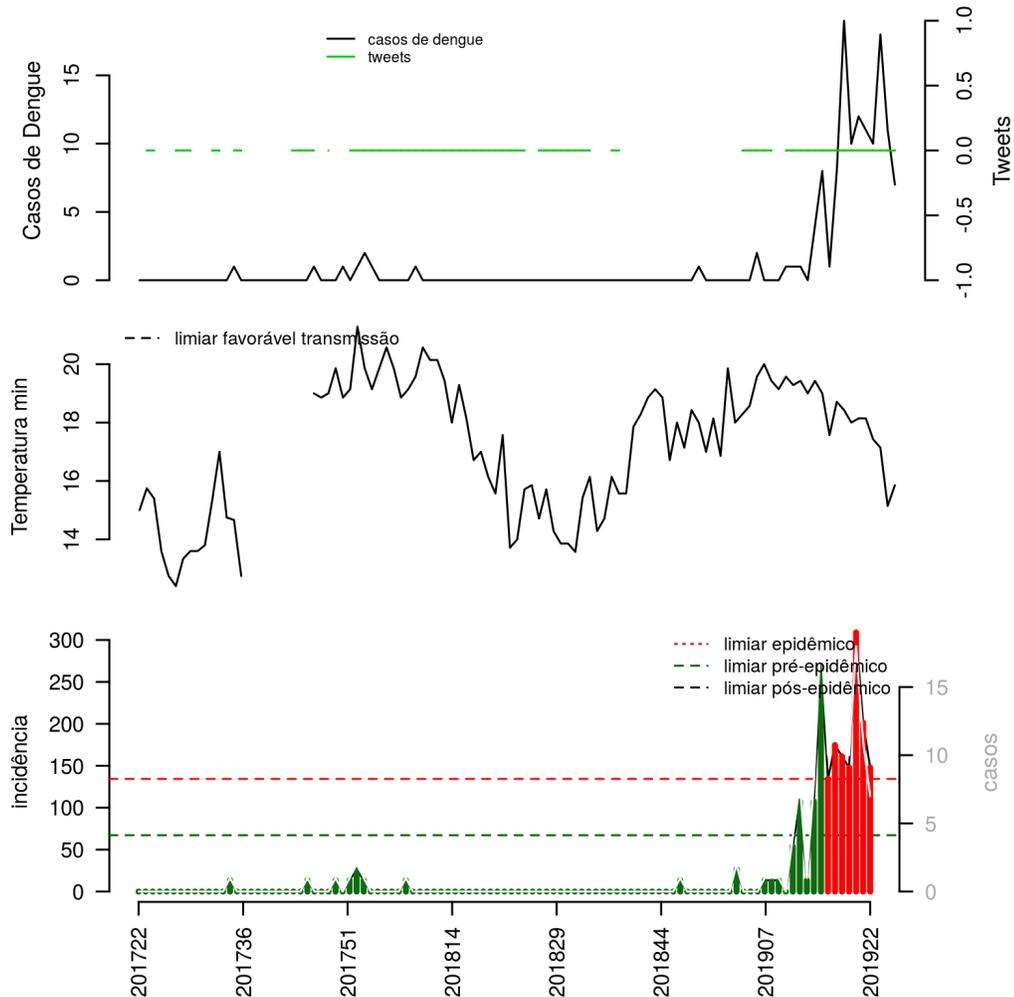 casos de dengue
tweets
Casos de Dengue
0
5
10
15
Tweets
-1.0
-0.5
0.0
0.5
1.0
limiar favorável transmissão
Temperatura min
14
16
18
20
limiar epidêmico
limiar pré-epidêmico
limiar pós-epidêmico
incidência
0
50
100
150
200
250
300
casos
0
5
10
15
201722
201736
201751
201814
201829
201844
201907
201922